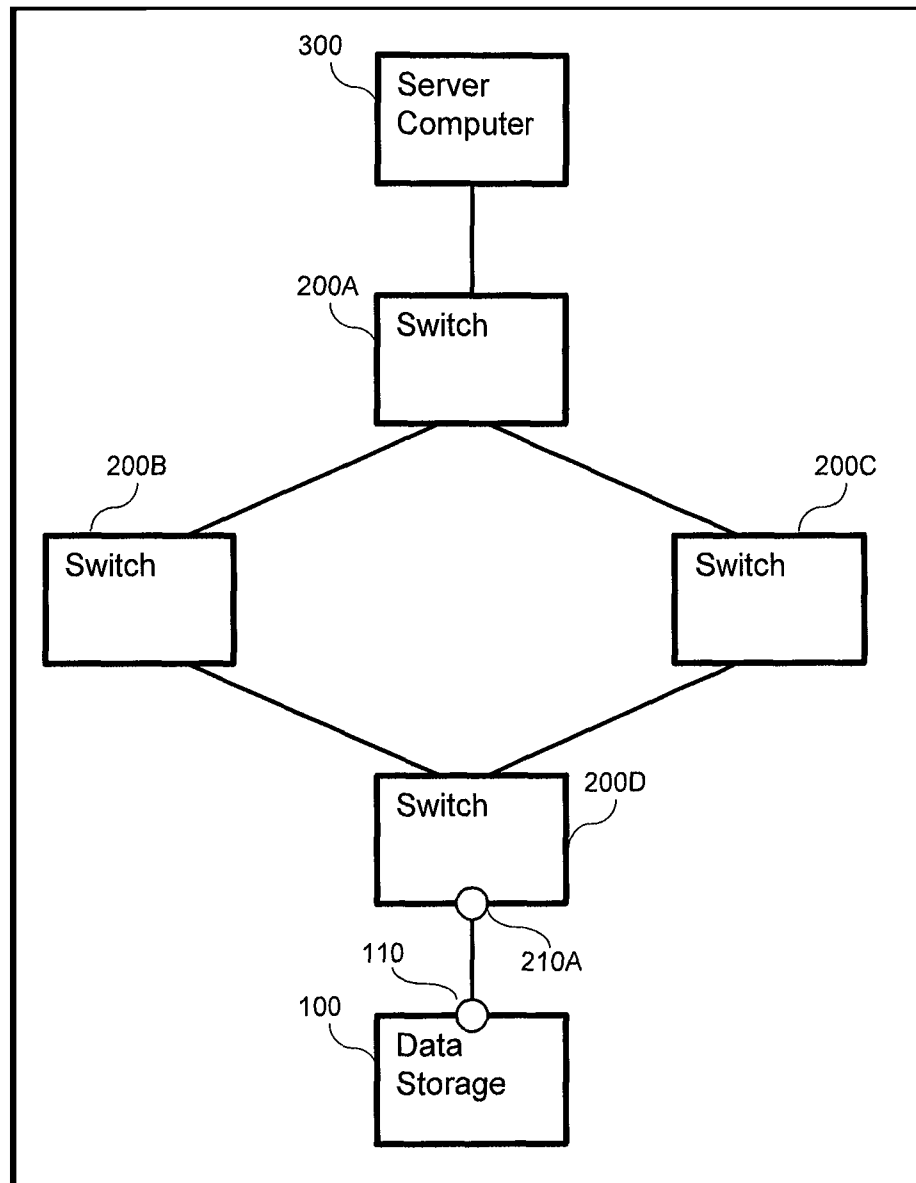 300
Server
Computer
200A
Switch
200B
200C
Switch
Switch
Switch
200D
110
210A
100
Data
Storage